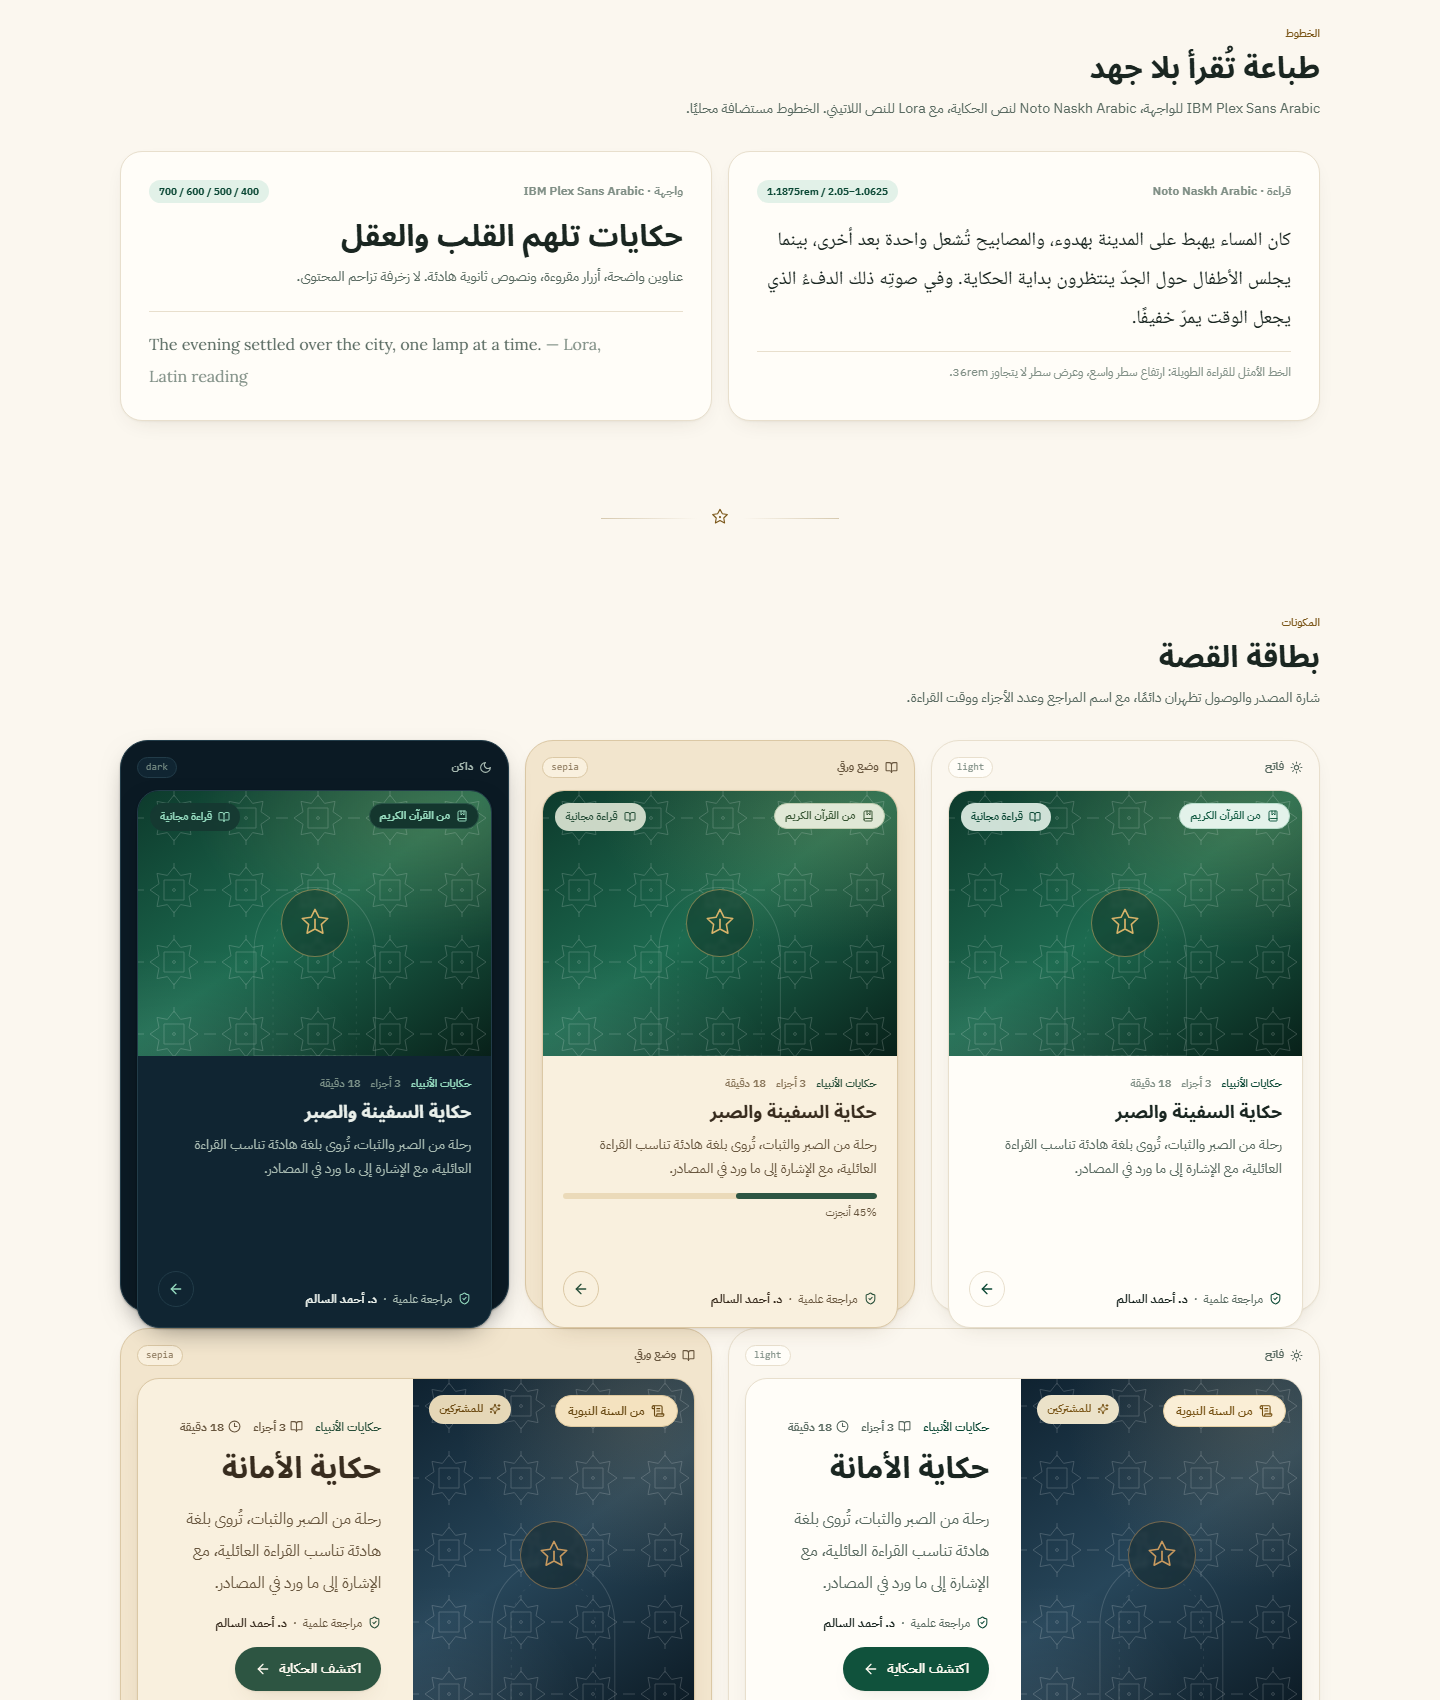 الخطوط
طباعة تُقرأ بلا جهد
IBM Plex Sans Arabic للواجهة، Noto Naskh Arabic لنص الحكاية، مع Lora للنص اللاتيني. الخطوط مستضافة محليًا.
قراءة · Noto Naskh Arabic
1.1875rem / 2.05–1.0625
كان المساء يهبط على المدينة بهدوء، والمصابيح تُشعل واحدة بعد أخرى، بينما
يجلس الأطفال حول الجدّ ينتظرون بداية الحكاية. وفي صوتِه ذلك الدفءُ الذي
يجعل الوقت يمرّ خفيفًا.
الخط الأمثل للقراءة الطويلة: ارتفاع سطر واسع، وعرض سطر لا يتجاوز 36rem.
واجهة · IBM Plex Sans Arabic
700 / 600 / 500 / 400
حكايات تلهم القلب والعقل
عناوين واضحة، أزرار مقروءة، ونصوص ثانوية هادئة. لا زخرفة تزاحم المحتوى.
The evening settled over the city, one lamp at a time. — Lora,
Latin reading
المكونات
بطاقة القصة
شارة المصدر والوصول تظهران دائمًا، مع اسم المراجع وعدد الأجزاء ووقت القراءة.
فاتح
light
من القرآن الكريم
قراءة مجانية
حكايات الأنبياء 3 أجزاء 18 دقيقة
حكاية السفينة والصبر
رحلة من الصبر والثبات، تُروى بلغة هادئة تناسب القراءة
العائلية، مع الإشارة إلى ما ورد في المصادر.
مراجعة علمية · د. أحمد السالم
وضع ورقي
sepia
من القرآن الكريم
قراءة مجانية
حكايات الأنبياء 3 أجزاء 18 دقيقة
حكاية السفينة والصبر
رحلة من الصبر والثبات، تُروى بلغة هادئة تناسب القراءة
العائلية، مع الإشارة إلى ما ورد في المصادر.
45% أنجزت
مراجعة علمية · د. أحمد السالم
داكن
dark
من القرآن الكريم
قراءة مجانية
حكايات الأنبياء 3 أجزاء 18 دقيقة
حكاية السفينة والصبر
رحلة من الصبر والثبات، تُروى بلغة هادئة تناسب القراءة
العائلية، مع الإشارة إلى ما ورد في المصادر.
مراجعة علمية · د. أحمد السالم
فاتح
light
من السنة النبوية
للمشتركين
حكايات الأنبياء 3 أجزاء 18 دقيقة
حكاية الأمانة
رحلة من الصبر والثبات، تُروى بلغة
هادئة تناسب القراءة العائلية، مع
الإشارة إلى ما ورد في المصادر.
مراجعة علمية · د. أحمد السالم
اكتشف الحكاية
وضع ورقي
sepia
من السنة النبوية
للمشتركين
حكايات الأنبياء 3 أجزاء 18 دقيقة
حكاية الأمانة
رحلة من الصبر والثبات، تُروى بلغة
هادئة تناسب القراءة العائلية، مع
الإشارة إلى ما ورد في المصادر.
مراجعة علمية · د. أحمد السالم
اكتشف الحكاية